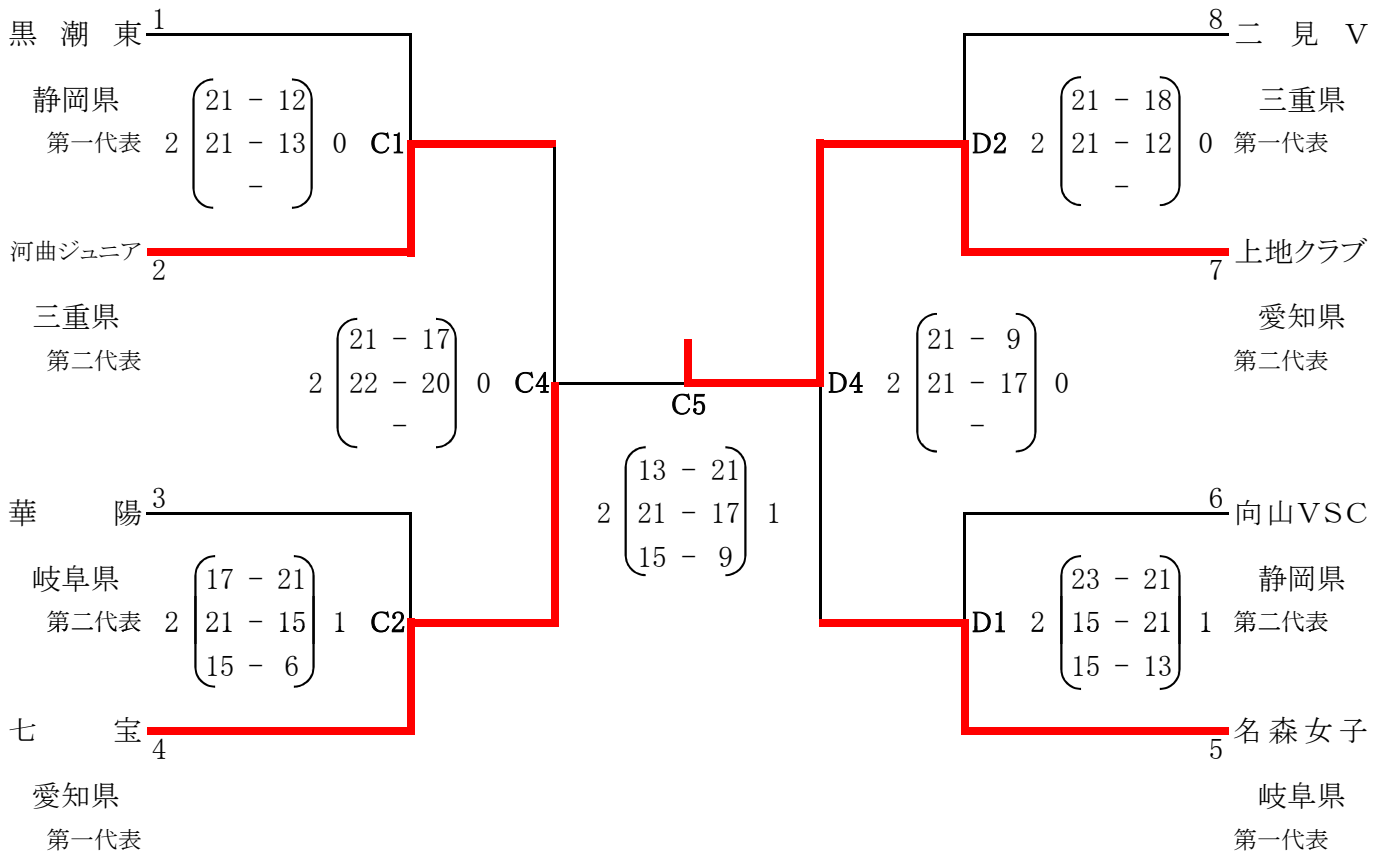 黒潮東 1
静岡県
第一代表
2 21 - 12 0 C1
21 - 13
-
河曲ジュニア 2
三重県
第二代表
2 21 - 17 0 C4
22 - 20
-
華陽 3
岐阜県
第二代表
2 17 - 21 1 C2
21 - 15
15 - 6
七宝 4
愛知県
第一代表
C5
2 13 - 21 1
21 - 17
15 - 9
8 二見V
三重県
第一代表
D2 2 21 - 18 0
21 - 12
-
7 上地クラブ
愛知県
第二代表
D4 2 21 - 9 0
21 - 17
-
6 向山VSC
静岡県
第二代表
D1 2 23 - 21 1
15 - 21
15 - 13
5 名森女子
岐阜県
第一代表